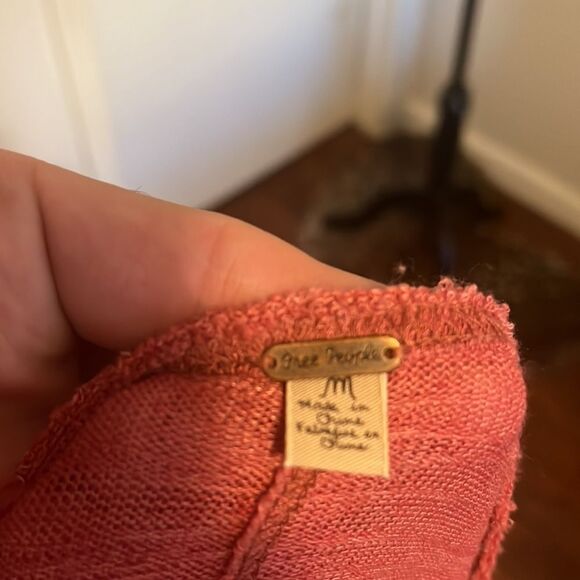 Free People
M
Made in
China
Fabriqué en
Chine